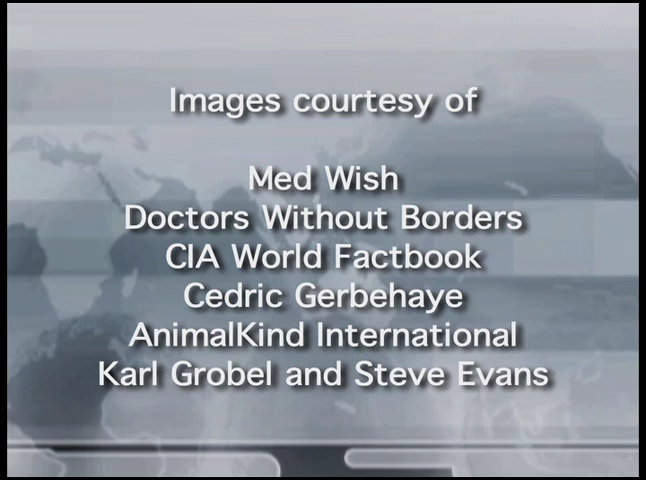 Images courtesy of
Med Wish
Doctors Without Borders
CIA World Factbook
Cedric Gerbehaye
AnimalKind International
Karl Grobel and Steve Evans